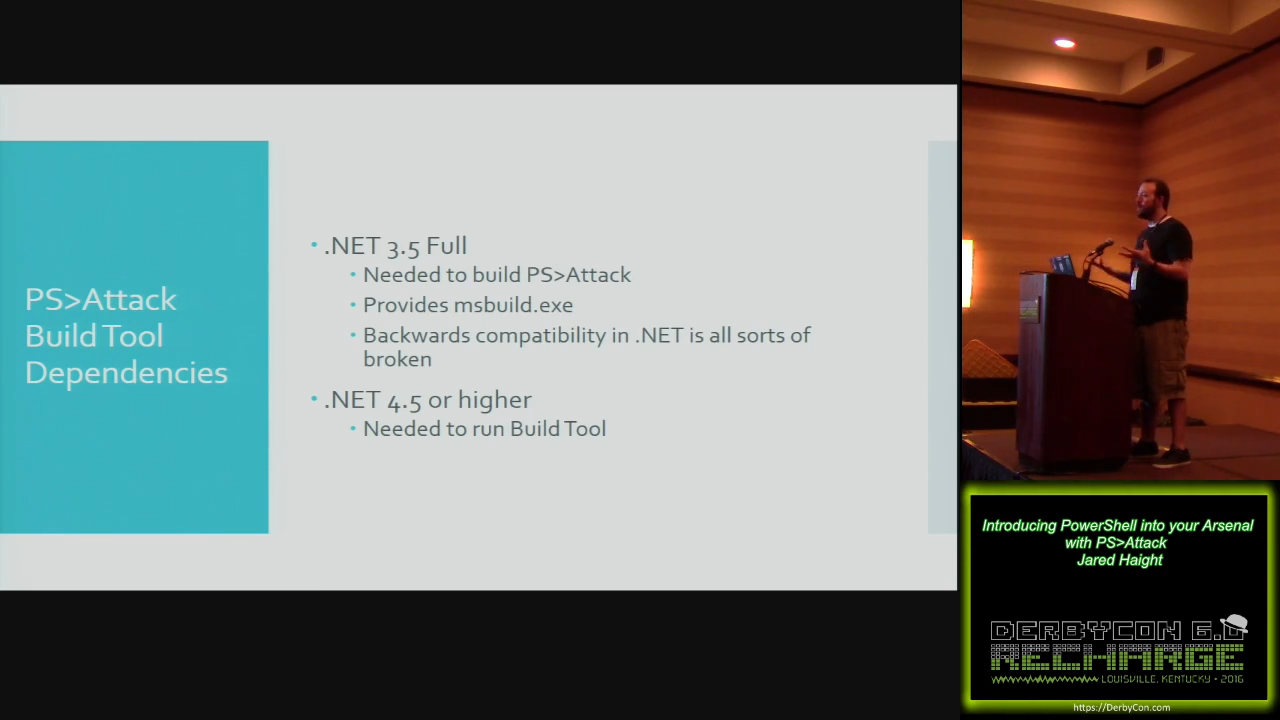 PS>Attack
Build Tool
Dependencies
.NET 3.5 Full
Needed to build PS>Attack
Provides msbuild.exe
Backwards compatibility in .NET is all sorts of
broken
.NET 4.5 or higher
Needed to run Build Tool
Introducing PowerShell into your Arsenal
with PS>Attack
Jared Haight
DERBYCON 6.0
RECHARGE
LOUISVILLE, KENTUCKY • 2016
https://DerbyCon.com